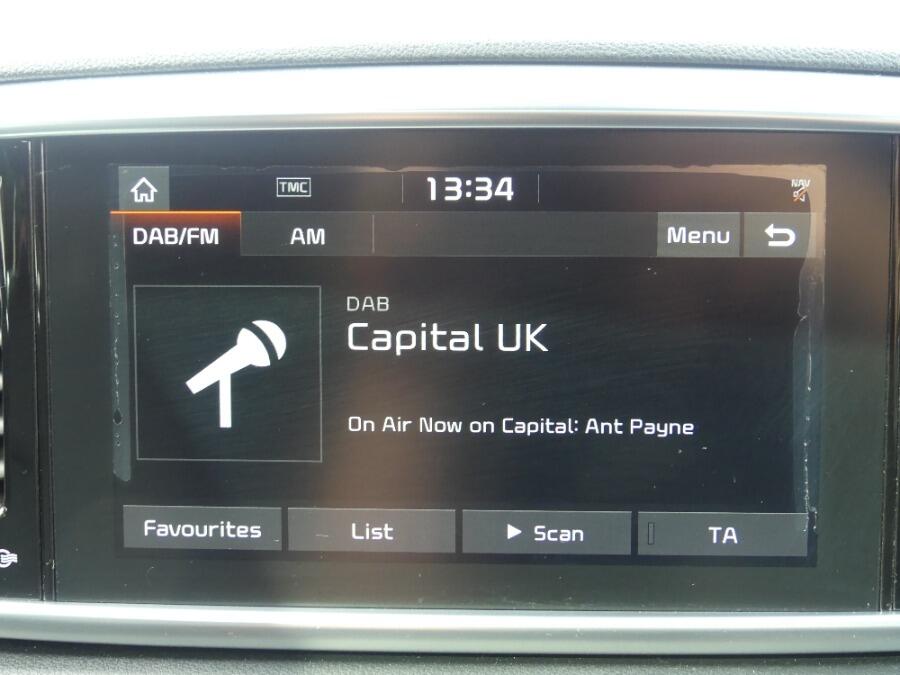 TMC 13:34 NAV
DAB/FM AM Menu
DAB
Capital UK
On Air Now on Capital: Ant Payne
Favourites List Scan TA